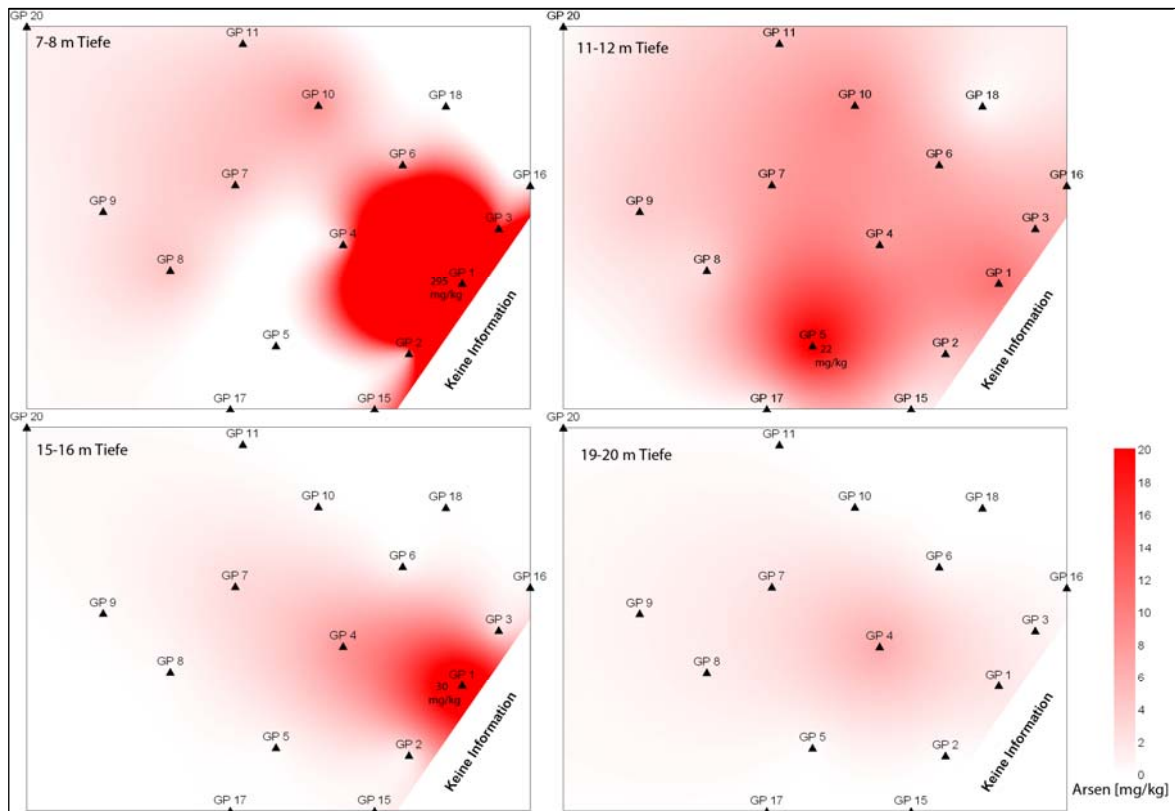 GP 20
7-8 m Tiefe
GP 11
GP 10
GP 18
GP 6
GP 7
GP 16
GP 9
GP 3
GP 4
GP 8
GP 1
295
mg/kg
GP 5
GP 2
GP 17
GP 15
Keine Information
GP 20
11-12 m Tiefe
GP 11
GP 10
GP 18
GP 6
GP 7
GP 16
GP 9
GP 3
GP 4
GP 8
GP 1
GP 5
22
mg/kg
GP 2
GP 17
GP 15
Keine Information
GP 20
15-16 m Tiefe
GP 11
GP 10
GP 18
GP 6
GP 7
GP 16
GP 9
GP 3
GP 4
GP 8
GP 1
30
mg/kg
GP 5
GP 2
GP 17
GP 15
Keine Information
GP 20
19-20 m Tiefe
GP 11
GP 10
GP 18
GP 6
GP 7
GP 16
GP 9
GP 3
GP 4
GP 8
GP 1
GP 5
GP 2
GP 17
GP 15
Keine Information
20
18
16
14
12
10
8
6
4
2
0
Arsen [mg/kg]